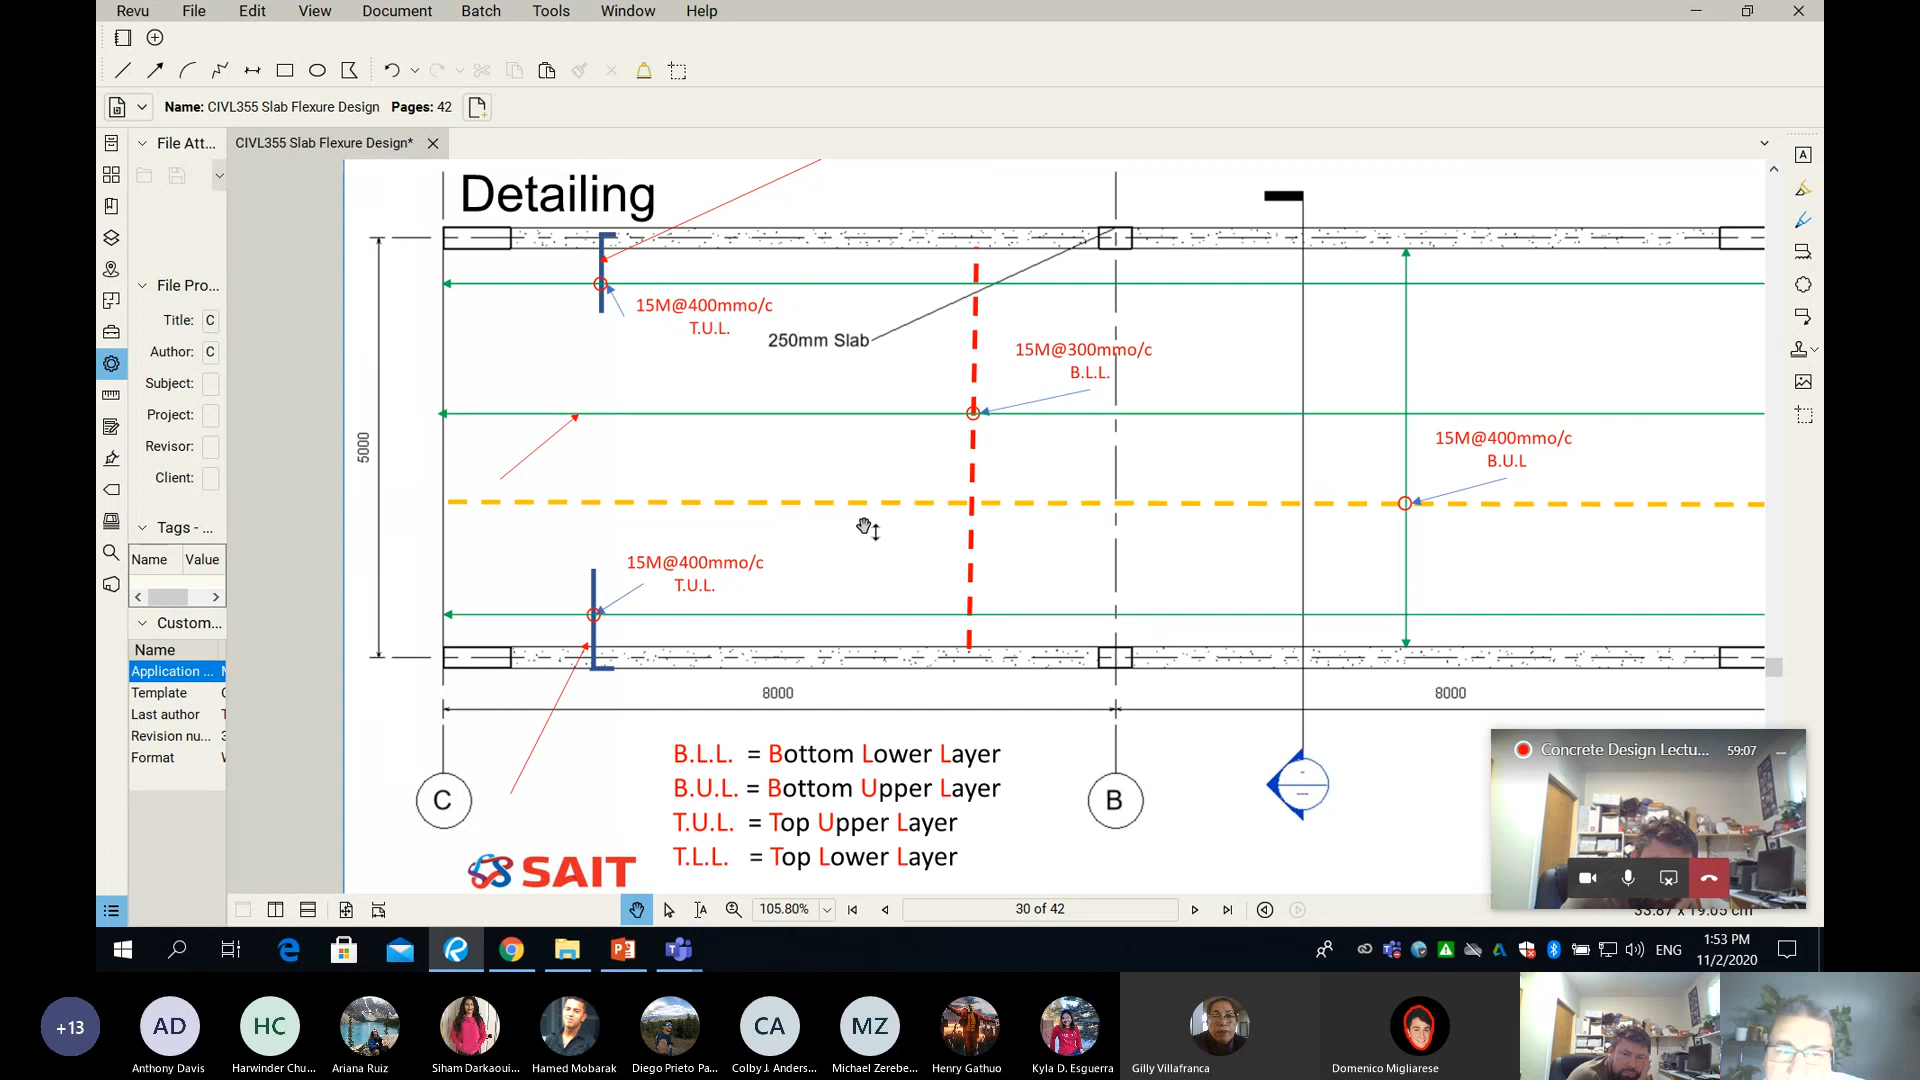 Revu File Edit View Document Batch Tools Window Help
Name: CIVL355 Slab Flexure Design Pages: 42
File Att...
CIVL355 Slab Flexure Design*
Detailing
15M@400mmo/c
T.U.L.
250mm Slab
15M@300mmo/c
B.L.L.
15M@400mmo/c
B.U.L
5000
15M@400mmo/c
T.U.L.
8000
8000
C
B
B.L.L. = Bottom Lower Layer
B.U.L. = Bottom Upper Layer
T.U.L. = Top Upper Layer
T.L.L. = Top Lower Layer
SAIT
File Pro...
Title: C
Author: C
Subject:
Project:
Revisor:
Client:
Tags - ...
Name Value
Custom...
Name
Application ...
Template
Last author
Revision nu... 3
Format
Concrete Design Lectu... 59:07
105.80%
30 of 42
33.87 x 19.05 cm
ENG
1:53 PM
11/2/2020
+13
AD
HC
CA
MZ
Anthony Davis
Harwinder Chu...
Ariana Ruiz
Siham Darkaoui...
Hamed Mobarak
Diego Prieto Pa...
Colby J. Anders...
Michael Zerebe...
Henry Gathuo
Kyla D. Esguerra
Gilly Villafranca
Domenico Migliarese